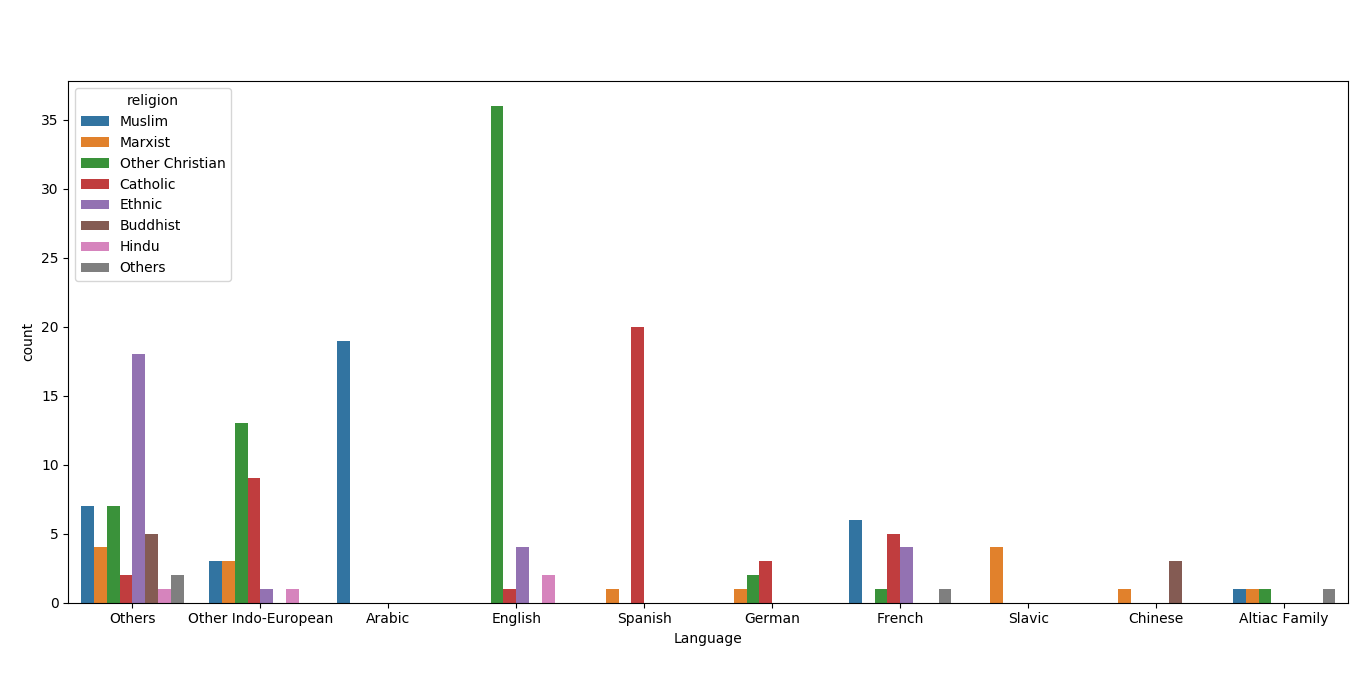 religion
Muslim
Marxist
Other Christian
Catholic
Ethnic
Buddhist
Hindu
Others
count
35
30
25
20
15
10
5
0
Others Other Indo-European Arabic English Spanish German French Slavic Chinese Altiac Family
Language